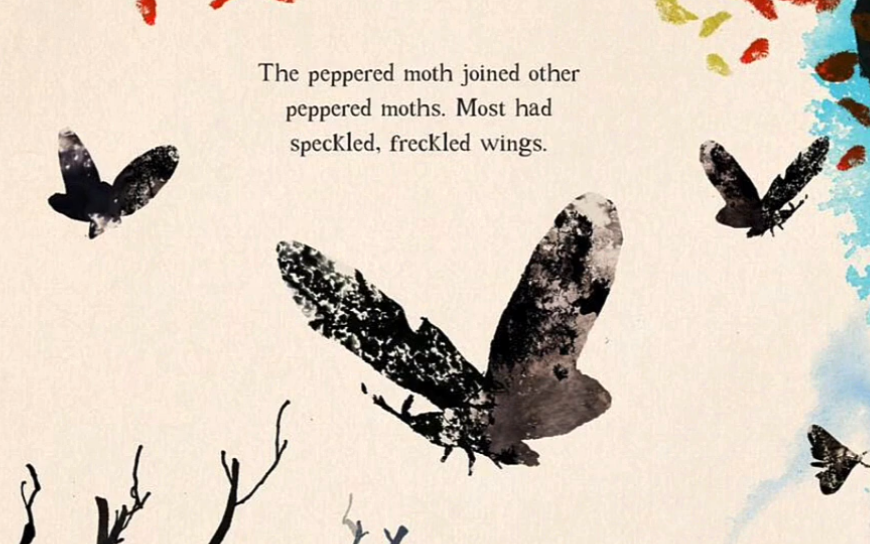 The peppered moth joined other
peppered moths. Most had
speckled, freckled wings.